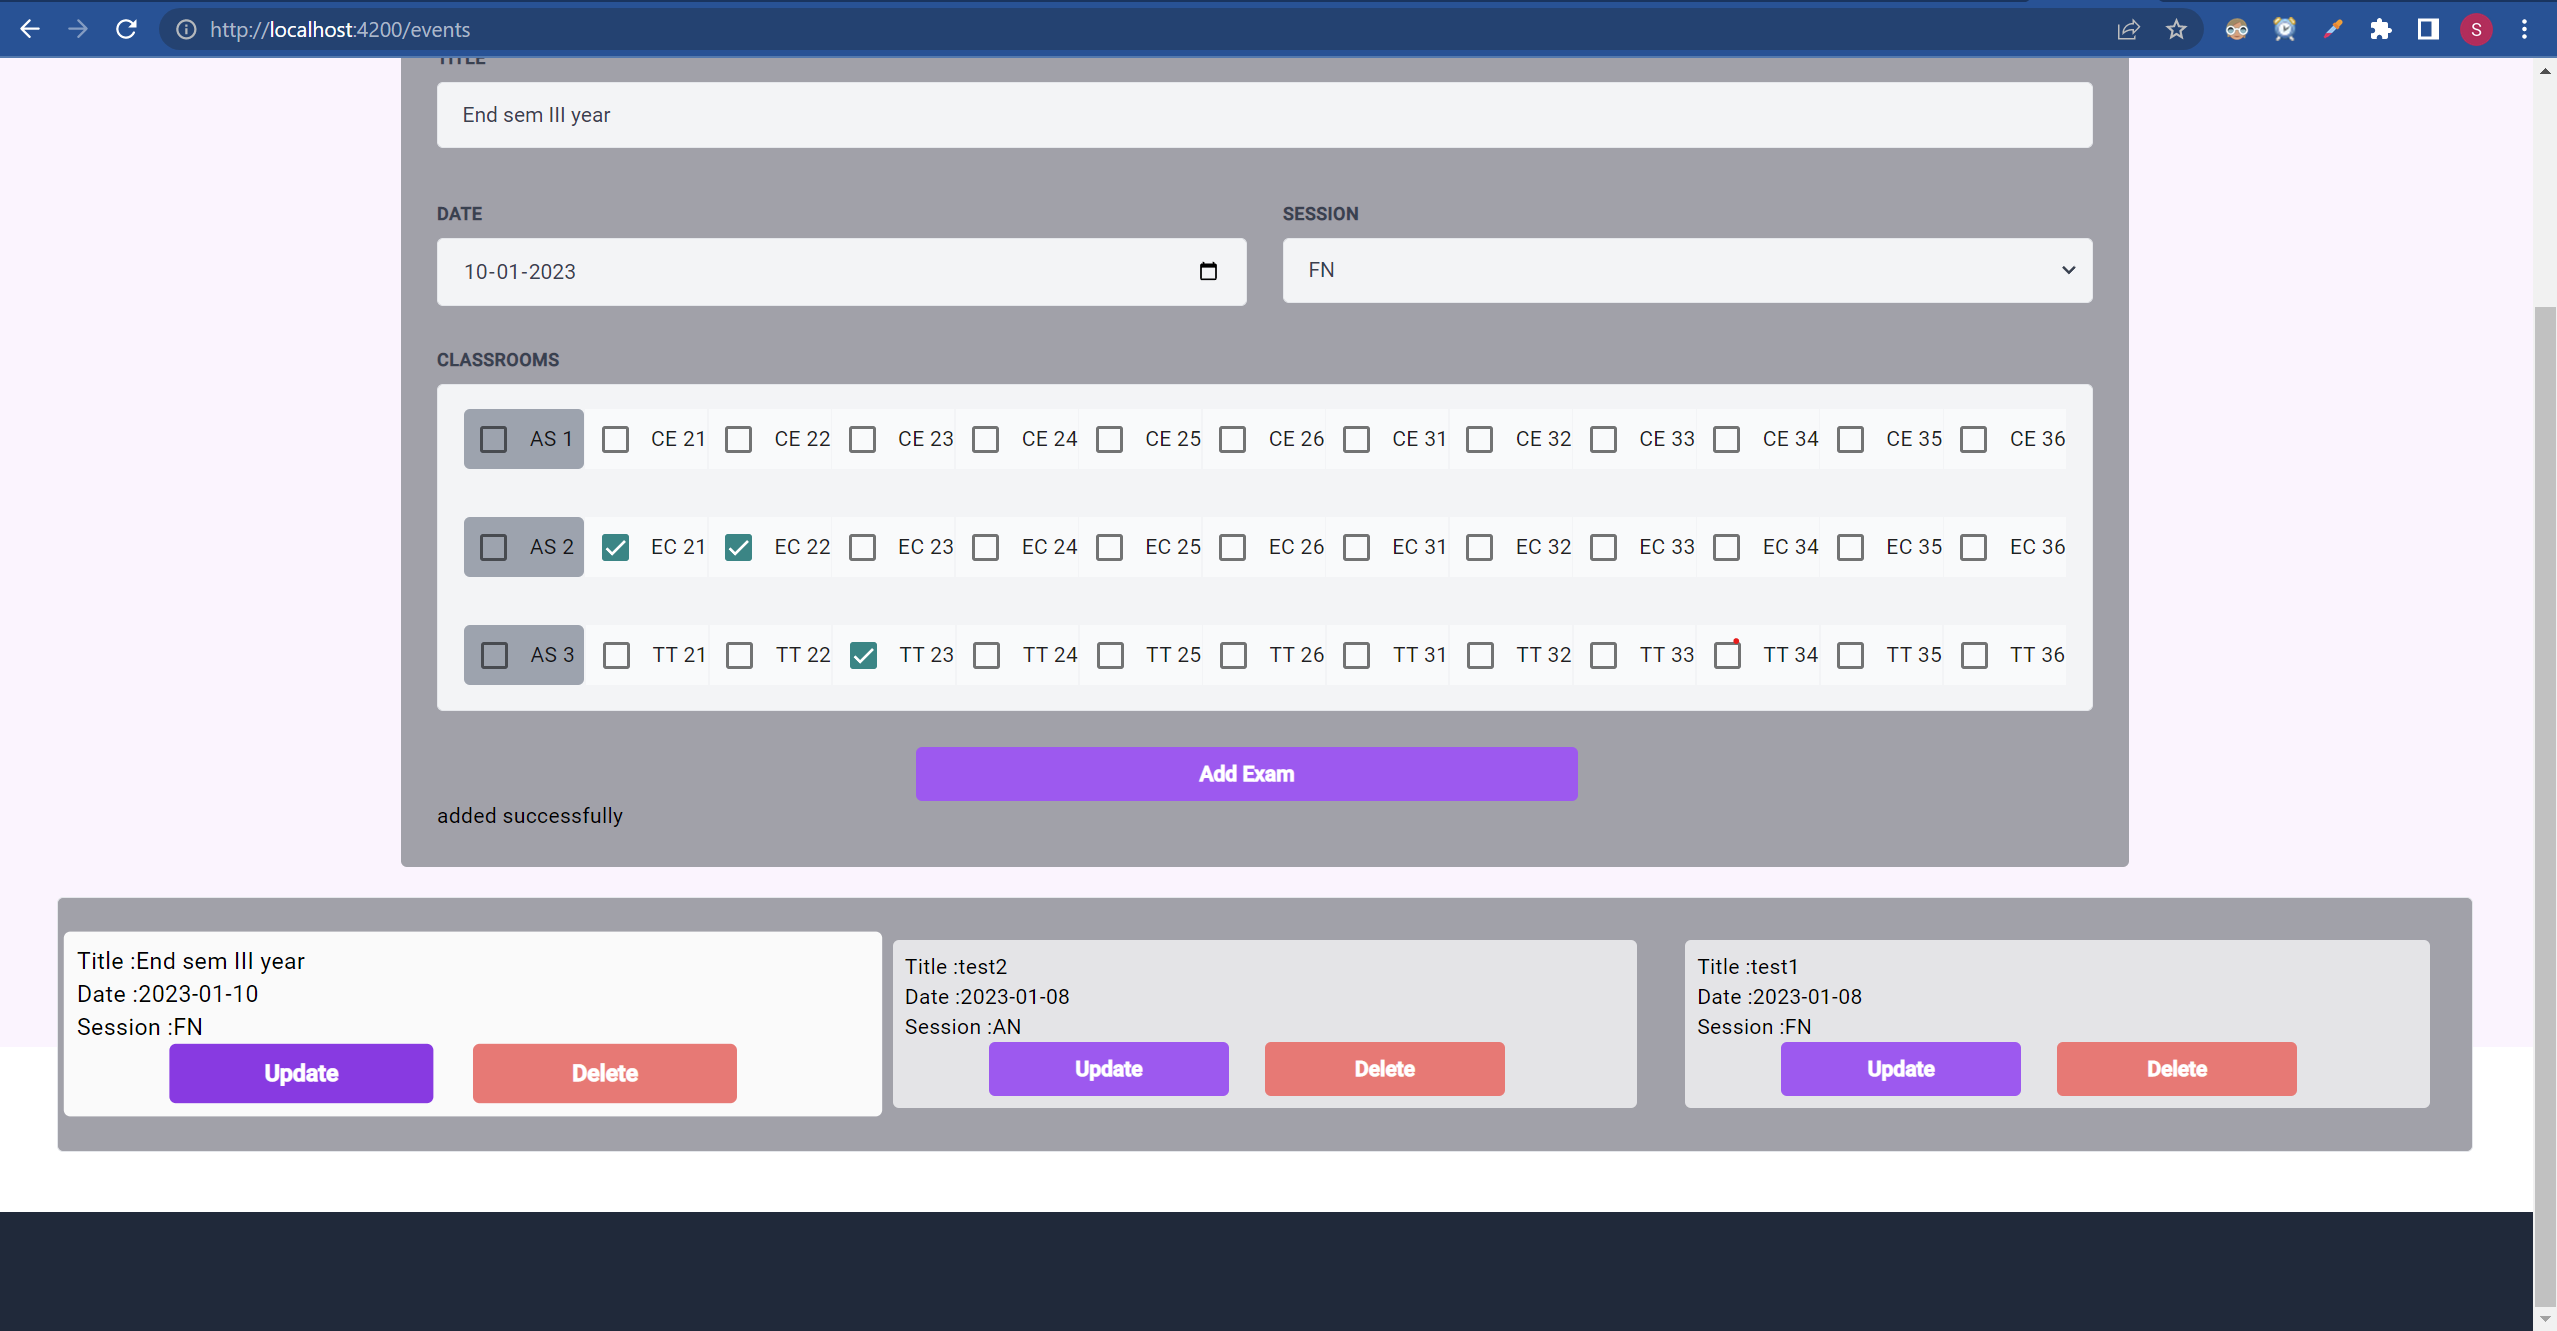 http://localhost:4200/events
S
TITLE
End sem III year
DATE
SESSION
10-01-2023
FN
CLASSROOMS
AS 1 CE 21 CE 22 CE 23 CE 24 CE 25 CE 26 CE 31 CE 32 CE 33 CE 34 CE 35 CE 36
AS 2 EC 21 EC 22 EC 23 EC 24 EC 25 EC 26 EC 31 EC 32 EC 33 EC 34 EC 35 EC 36
AS 3 TT 21 TT 22 TT 23 TT 24 TT 25 TT 26 TT 31 TT 32 TT 33 TT 34 TT 35 TT 36
Add Exam
added successfully
Title :End sem III year
Date :2023-01-10
Session :FN
Update Delete
Title :test2
Date :2023-01-08
Session :AN
Update Delete
Title :test1
Date :2023-01-08
Session :FN
Update Delete